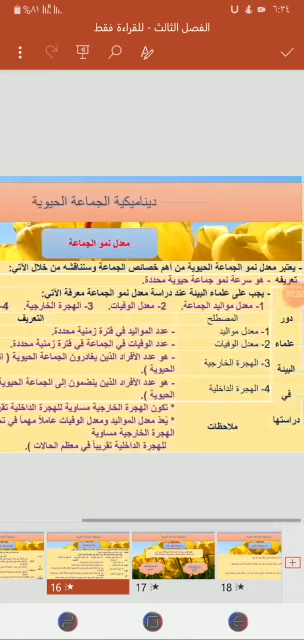 %٨١
٦:٣٤
الفصل الثالث - للقراءة فقط
ديناميكية الجماعة الحيوية
معدل نمو الجماعة
- يعتبر معدل نمو الجماعة الحيوية من أهم خصائص الجماعة وسنناقشه من خلال الآتي:
تعريفه - هو سرعة نمو جماعة حيوية محددة.
- يجب على علماء البيئة عند دراسة معدل نمو الجماعة معرفة الآتي:
1- معدل مواليد الجماعة. 2- معدل الوفيات. 3- الهجرة الخارجية. 4-
دور علماء البيئة في دراستها
المصطلح التعريف
1- معدل مواليد - عدد المواليد في فترة زمنية محددة.
2- معدل الوفيات - عدد الوفيات في الجماعة في فترة زمنية محددة.
3- الهجرة الخارجية - هو عدد الأفراد الذين يغادرون الجماعة الحيوية (
الحيوية ).
4- الهجرة الداخلية - هو عدد الأفراد الذين ينضمون إلى الجماعة
الحيوية ).
ملاحظات
* تكون الهجرة الخارجية مساوية للهجرة الداخلية
* يُعدّ معدل المواليد ومعدل الوفيات عاملاً مهماً في
الهجرة الخارجية مساوية
للهجرة الداخلية تقريباً في معظم الحالات ).
16
17
18